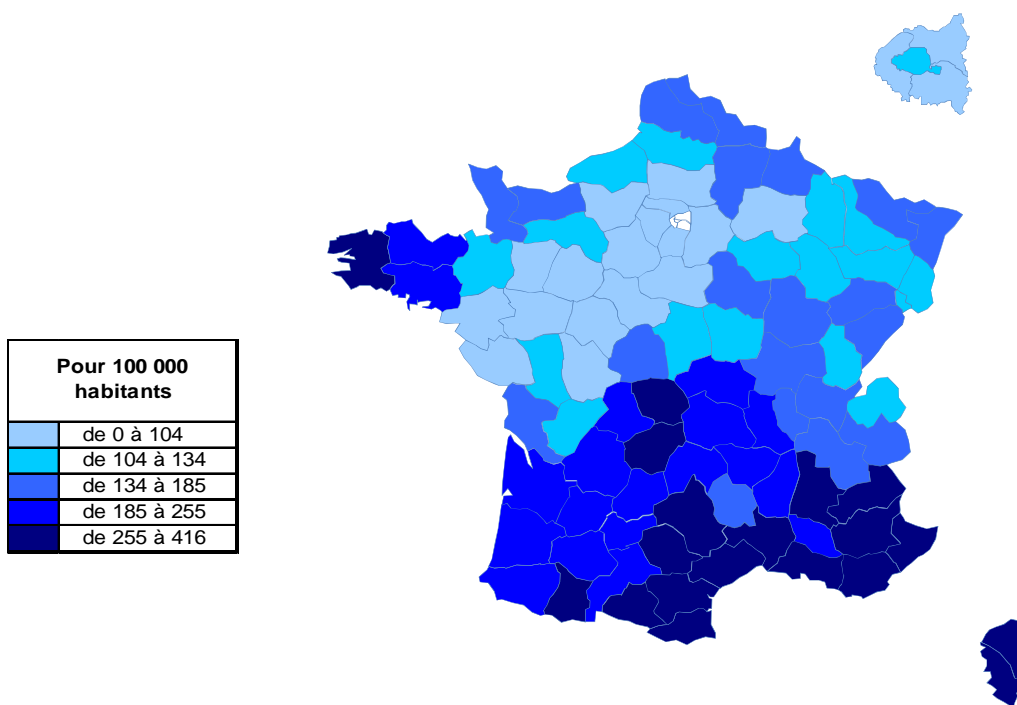 Pour 100 000
habitants
de 0 à 104
de 104 à 134
de 134 à 185
de 185 à 255
de 255 à 416